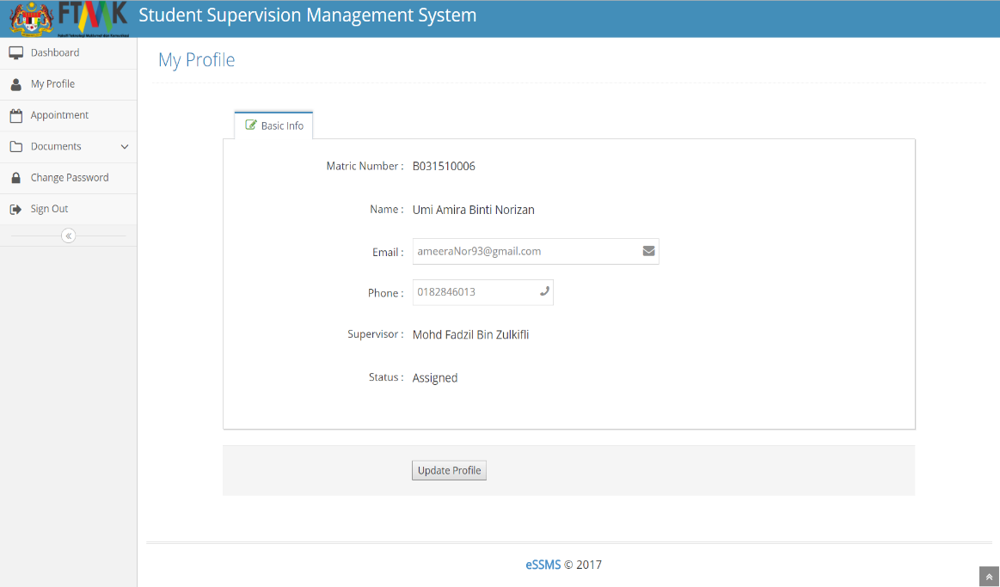 FTMK Student Supervision Management System
Dashboard
My Profile
Appointment
Documents
Change Password
Sign Out
My Profile
Basic Info
Matric Number : B031510006
Name : Umi Amira Binti Norizan
Email : ameeraNor93@gmail.com
Phone : 0182846013
Supervisor : Mohd Fadzil Bin Zulkifli
Status : Assigned
Update Profile
eSSMS © 2017